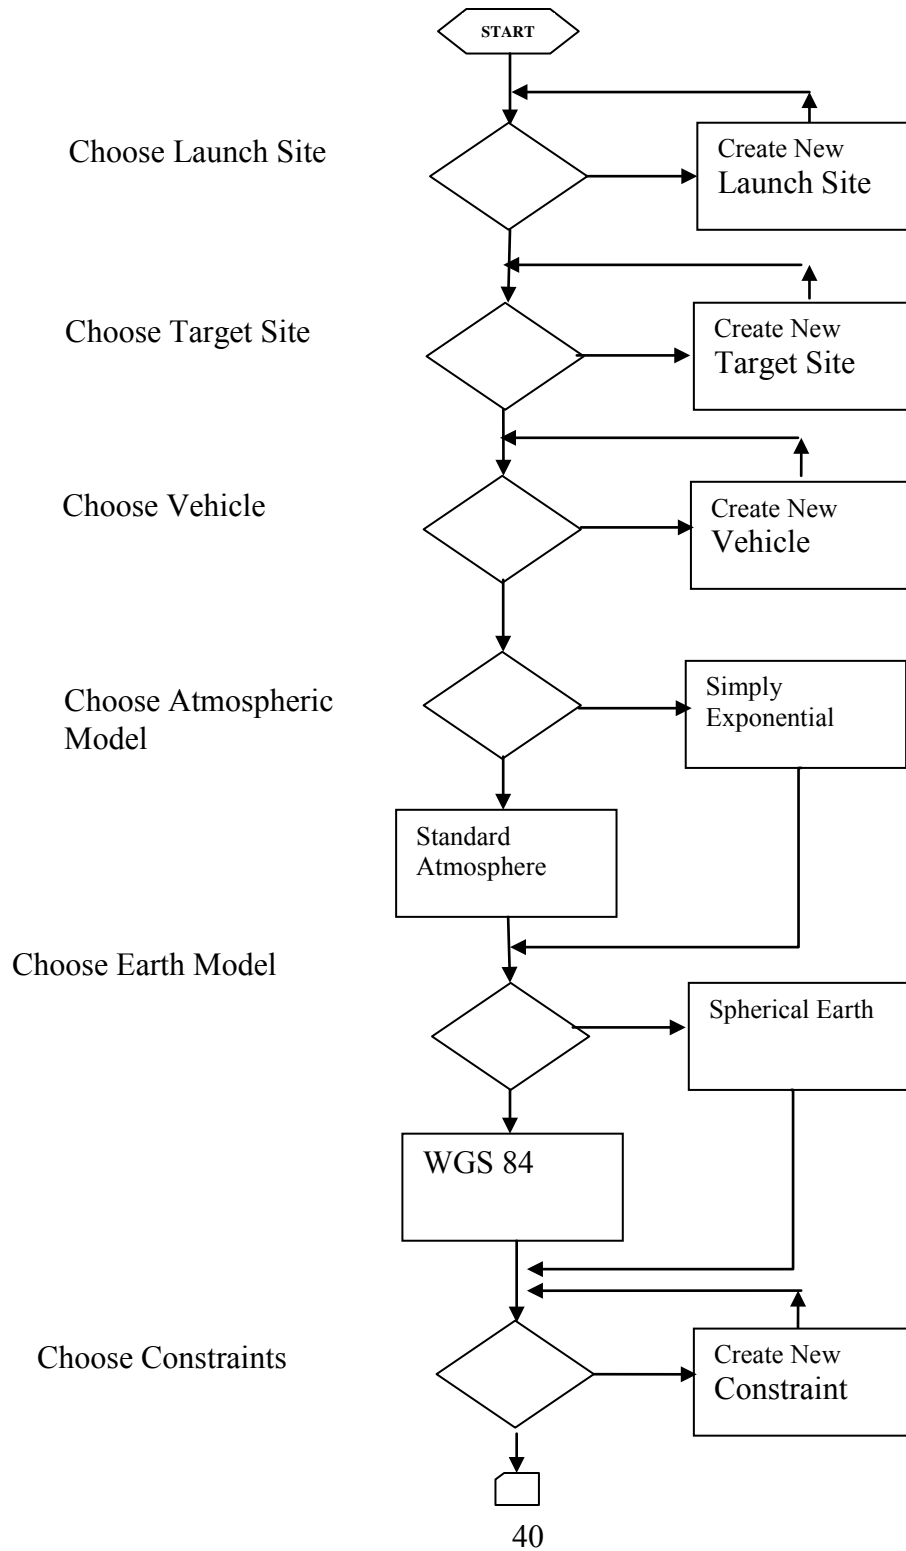 START
Choose Launch Site
Create New
Launch Site
Choose Target Site
Create New
Target Site
Choose Vehicle
Create New
Vehicle
Choose Atmospheric
Model
Simply
Exponential
Standard
Atmosphere
Choose Earth Model
Spherical Earth
WGS 84
Choose Constraints
Create New
Constraint
40